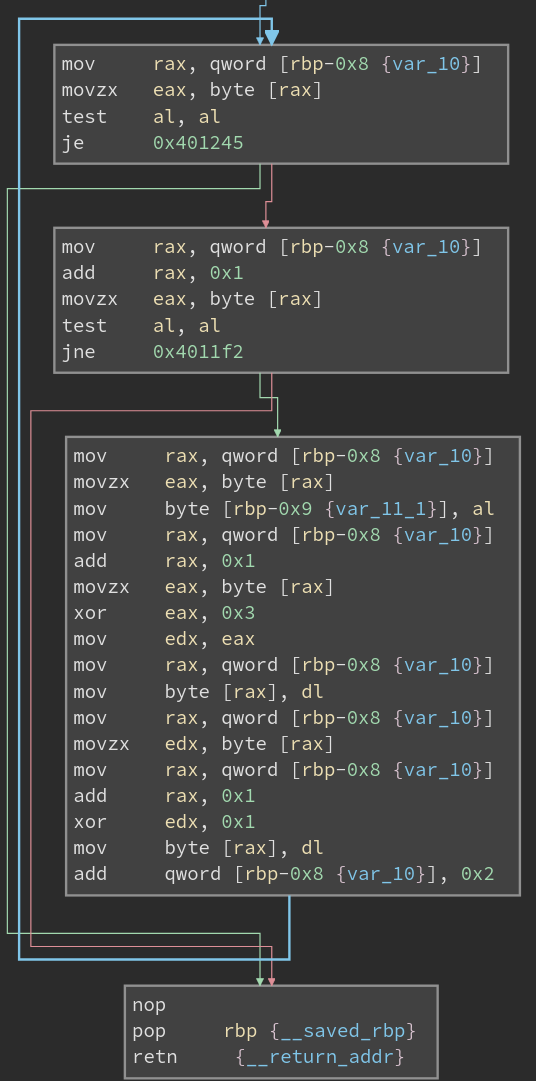 mov     rax, qword [rbp-0x8 {var_10}]
movzx   eax, byte [rax]
test    al, al
je      0x401245
mov     rax, qword [rbp-0x8 {var_10}]
add     rax, 0x1
movzx   eax, byte [rax]
test    al, al
jne     0x4011f2
mov     rax, qword [rbp-0x8 {var_10}]
movzx   eax, byte [rax]
mov     byte [rbp-0x9 {var_11_1}], al
mov     rax, qword [rbp-0x8 {var_10}]
add     rax, 0x1
movzx   eax, byte [rax]
xor     eax, 0x3
mov     edx, eax
mov     rax, qword [rbp-0x8 {var_10}]
mov     byte [rax], dl
mov     rax, qword [rbp-0x8 {var_10}]
movzx   edx, byte [rax]
mov     rax, qword [rbp-0x8 {var_10}]
add     rax, 0x1
xor     edx, 0x1
mov     byte [rax], dl
add     qword [rbp-0x8 {var_10}], 0x2
nop
pop     rbp {__saved_rbp}
retn     {__return_addr}